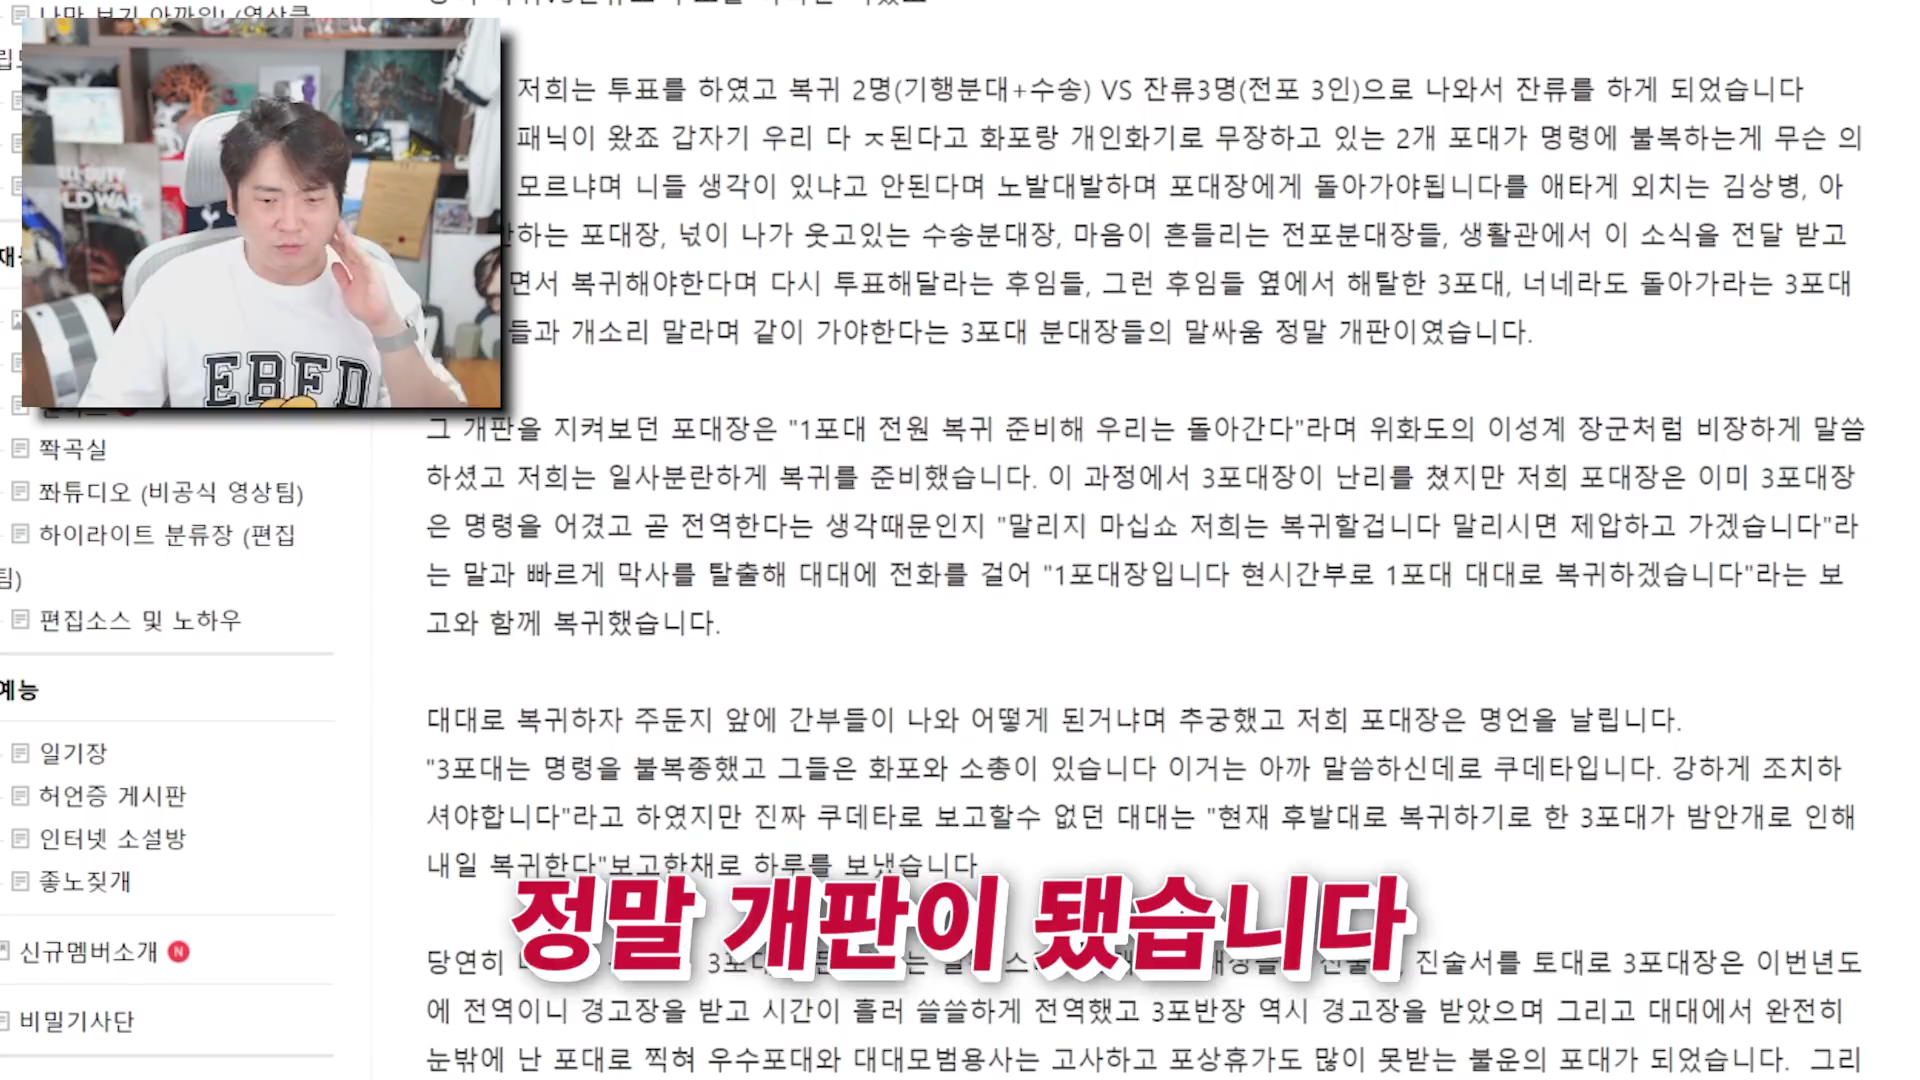 나만 보기 아까워! (영상클
립
재
쫙곡실
쫘튜디오 (비공식 영상팀)
하이라이트 분류장 (편집
팀)
편집소스 및 노하우
예능
일기장
허언증 게시판
인터넷 소설방
좋노짖개
신규멤버소개 N
비밀기사단
EBFD
저희는 투표를 하였고 복귀 2명(기행분대+수송) VS 잔류3명(전포 3인)으로 나와서 잔류를 하게 되었습니다
패닉이 왔죠 갑자기 우리 다 ㅈ된다고 화포랑 개인화기로 무장하고 있는 2개 포대가 명령에 불복하는게 무슨 의
모르냐며 니들 생각이 있냐고 안된다며 노발대발하며 포대장에게 돌아가야됩니다를 애타게 외치는 김상병, 아
하는 포대장, 넋이 나가 웃고있는 수송분대장, 마음이 흔들리는 전포분대장들, 생활관에서 이 소식을 전달 받고
면서 복귀해야한다며 다시 투표해달라는 후임들, 그런 후임들 옆에서 해탈한 3포대, 너네라도 돌아가라는 3포대
들과 개소리 말라며 같이 가야한다는 3포대 분대장들의 말싸움 정말 개판이였습니다.
그 개판을 지켜보던 포대장은 "1포대 전원 복귀 준비해 우리는 돌아간다"라며 위화도의 이성계 장군처럼 비장하게 말씀
하셨고 저희는 일사분란하게 복귀를 준비했습니다. 이 과정에서 3포대장이 난리를 쳤지만 저희 포대장은 이미 3포대장
은 명령을 어겼고 곧 전역한다는 생각때문인지 "말리지 마십쇼 저희는 복귀할겁니다 말리시면 제압하고 가겠습니다"라
는 말과 빠르게 막사를 탈출해 대대에 전화를 걸어 "1포대장입니다 현시간부로 1포대 대대로 복귀하겠습니다"라는 보
고와 함께 복귀했습니다.
대대로 복귀하자 주둔지 앞에 간부들이 나와 어떻게 된거냐며 추궁했고 저희 포대장은 명언을 날립니다.
"3포대는 명령을 불복종했고 그들은 화포와 소총이 있습니다 이거는 아까 말씀하신데로 쿠데타입니다. 강하게 조치하
셔야합니다"라고 하였지만 진짜 쿠데타로 보고할수 없던 대대는 "현재 후발대로 복귀하기로 한 3포대가 밤안개로 인해
내일 복귀한다"보고한채로 하루를 보냈습니다
정말 개판이 됐습니다
당연히 3포대 진술서를 토대로 3포대장은 이번년도
에 전역이니 경고장을 받고 시간이 흘러 쓸쓸하게 전역했고 3포반장 역시 경고장을 받았으며 그리고 대대에서 완전히
눈밖에 난 포대로 찍혀 우수포대와 대대모범용사는 고사하고 포상휴가도 많이 못받는 불운의 포대가 되었습니다. 그리